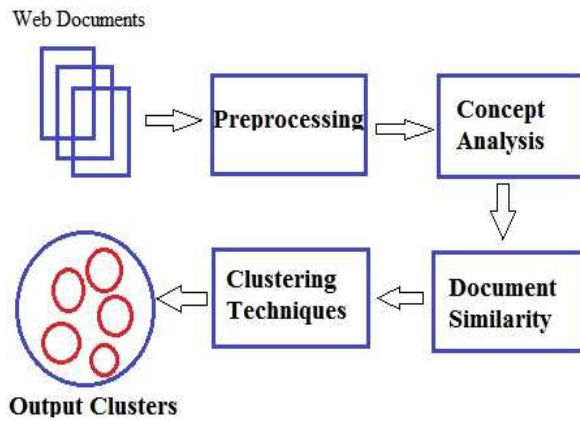 Web Documents
Preprocessing
Concept
Analysis
Document
Similarity
Clustering
Techniques
Output Clusters